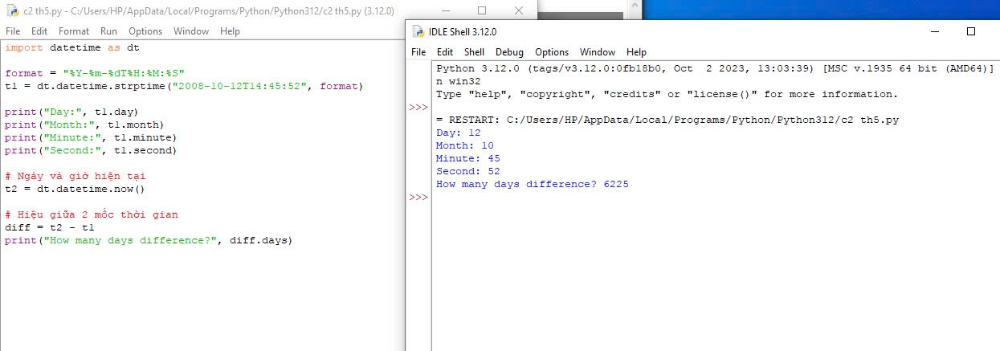 c2 th5.py - C:/Users/HP/AppData/Local/Programs/Python/Python312/c2 th5.py (3.12.0)
File Edit Format Run Options Window Help
import datetime as dt
format = "%Y-%m-%dT%H:%M:%S"
t1 = dt.datetime.strptime("2008-10-12T14:45:52", format)
print("Day:", t1.day)
print("Month:", t1.month)
print("Minute:", t1.minute)
print("Second:", t1.second)
# Ngày và giờ hiện tại
t2 = dt.datetime.now()
# Hiệu giữa 2 mốc thời gian
diff = t2 - t1
print("How many days difference?", diff.days)
IDLE Shell 3.12.0
File Edit Shell Debug Options Window Help
Python 3.12.0 (tags/v3.12.0:0fb18b0, Oct  2 2023, 13:03:39) [MSC v.1935 64 bit (AMD64)]
n win32
Type "help", "copyright", "credits" or "license()" for more information.
>>>
= RESTART: C:/Users/HP/AppData/Local/Programs/Python/Python312/c2 th5.py
Day: 12
Month: 10
Minute: 45
Second: 52
How many days difference? 6225
>>>